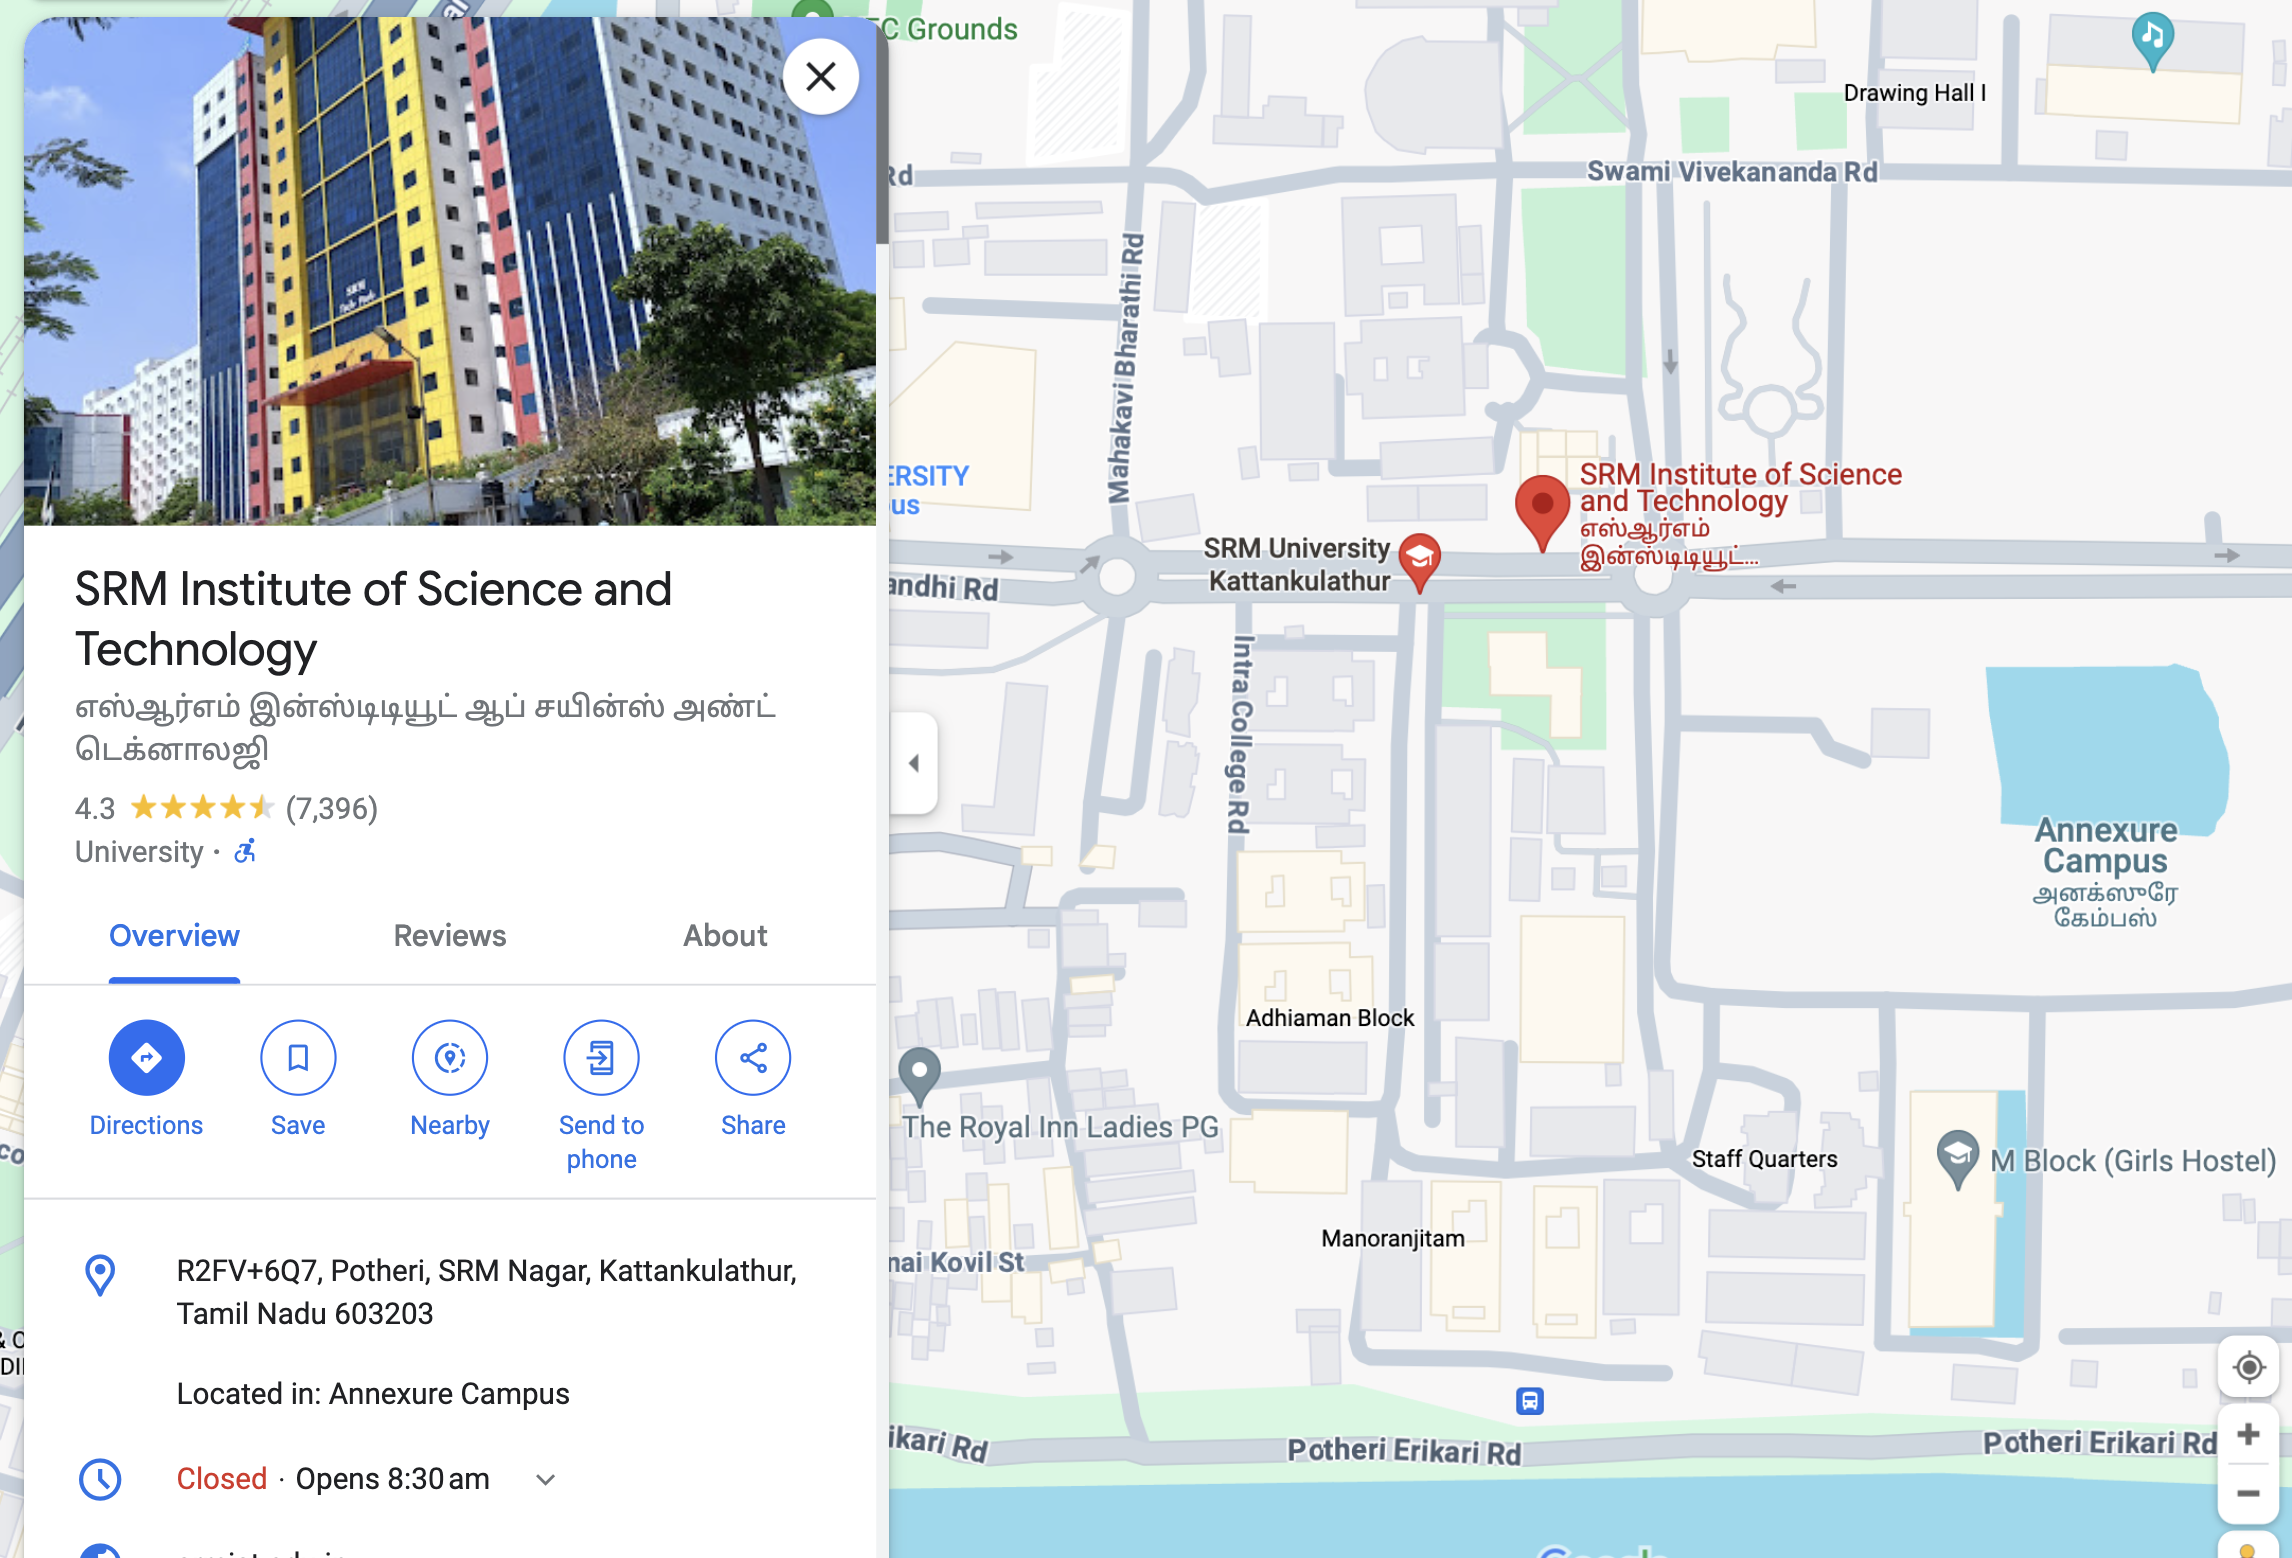 SRM
Tech Park
SRM Institute of Science and
Technology
எஸ்ஆர்எம் இன்ஸ்டிடியூட் ஆப் சயின்ஸ் அண்ட்
டெக்னாலஜி
4.3 (7,396)
University ·
Overview
Reviews
About
Directions
Save
Nearby
Send to
phone
Share
R2FV+6Q7, Potheri, SRM Nagar, Kattankulathur,
Tamil Nadu 603203
Located in: Annexure Campus
Closed · Opens 8:30 am
Grounds
Drawing Hall I
Rd
Swami Vivekananda Rd
Mahakavi Bharathi Rd
SRM Institute of Science
and Technology
எஸ்ஆர்எம்
இன்ஸ்டிடியூட்...
SRM University
Kattankulathur
andhi Rd
Intra College Rd
Annexure
Campus
அனக்ஸுரே
கேம்பஸ்
Adhiaman Block
The Royal Inn Ladies PG
Staff Quarters
M Block (Girls Hostel)
Manoranjitam
nai Kovil St
ikari Rd
Potheri Erikari Rd
Potheri Erikari Rd